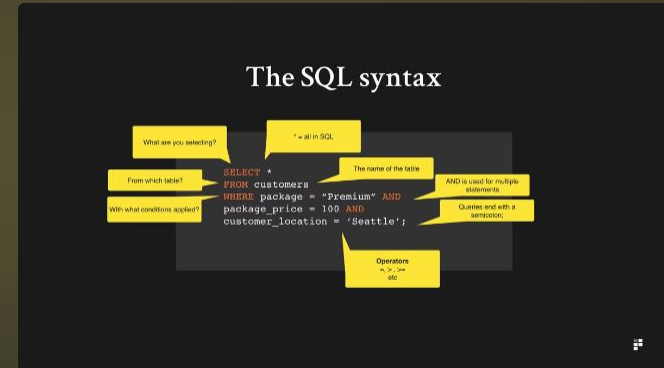 The SQL syntax
What are you selecting?
* = all in SQL
From which table?
The name of the table
With what conditions applied?
AND is used for multiple
statements
Queries end with a
semicolon;
SELECT *
FROM customers
WHERE package = “Premium” AND
package_price = 100 AND
customer_location = ‘Seattle’;
Operators
=, >, >=
etc